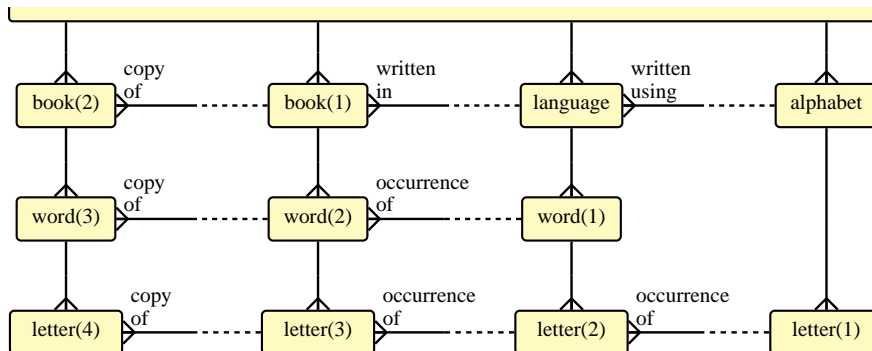 copy
of
written
in
written
using
book(2)
book(1)
language
alphabet
copy
of
occurrence
of
word(3)
word(2)
word(1)
copy
of
occurrence
of
occurrence
of
letter(4)
letter(3)
letter(2)
letter(1)